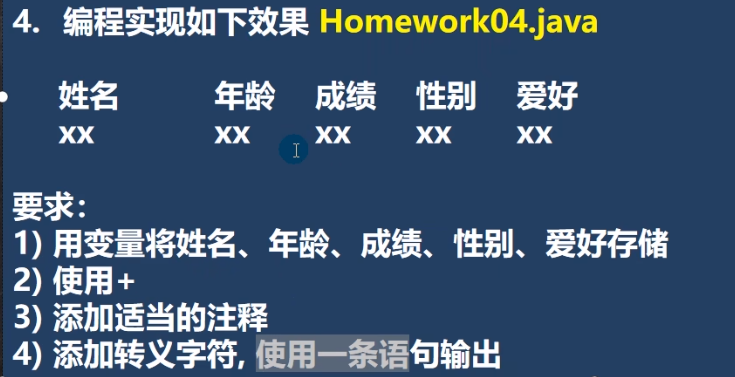 4. 编程实现如下效果 Homework04.java
姓名 年龄 成绩 性别 爱好
xx xx xx xx xx
要求：
1) 用变量将姓名、年龄、成绩、性别、爱好存储
2) 使用+
3) 添加适当的注释
4) 添加转义字符, 使用一条语句输出